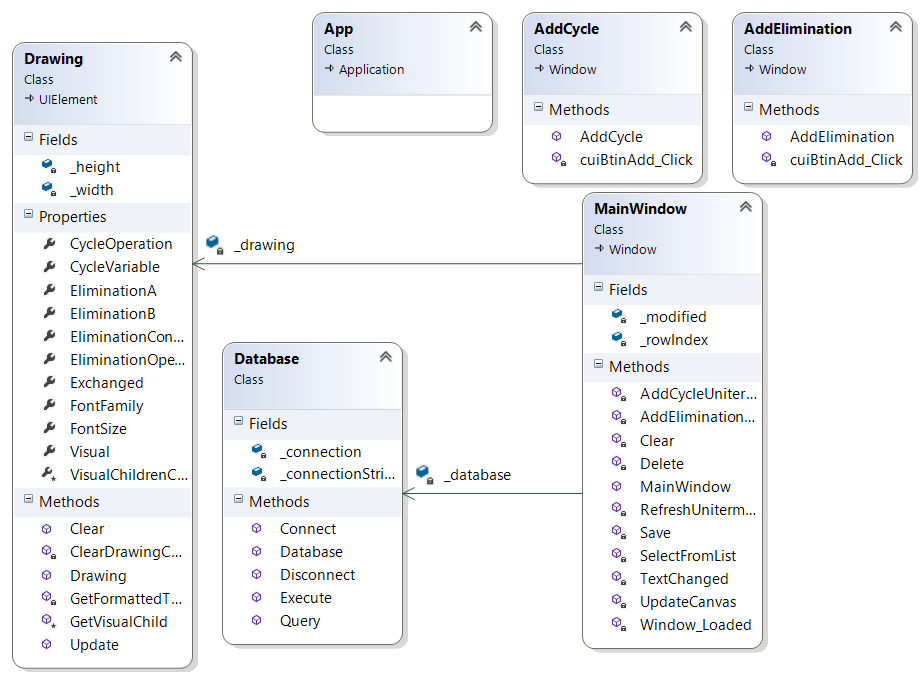 Drawing
Class
UIElement
Fields
_height
_width
Properties
CycleOperation
CycleVariable
EliminationA
EliminationB
EliminationCon...
EliminationOpe...
Exchanged
FontFamily
FontSize
Visual
VisualChildrenC...
Methods
Clear
ClearDrawingC...
Drawing
GetFormattedT...
GetVisualChild
Update
App
Class
Application
AddCycle
Class
Window
Methods
AddCycle
cuiBtinAdd_Click
AddElimination
Class
Window
Methods
AddElimination
cuiBtinAdd_Click
_drawing
Database
Class
Fields
_connection
_connectionStri...
Methods
Connect
Database
Disconnect
Execute
Query
_database
MainWindow
Class
Window
Fields
_modified
_rowIndex
Methods
AddCycleUniter...
AddElimination...
Clear
Delete
MainWindow
RefreshUniterm...
Save
SelectFromList
TextChanged
UpdateCanvas
Window_Loaded